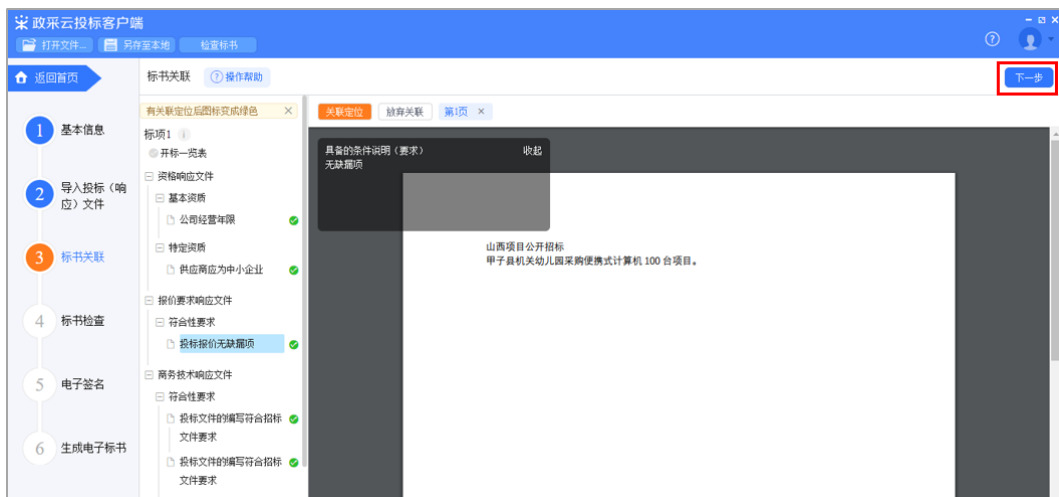 政采云投标客户端
打开文件... 另存至本地 检查标书
返回首页
标书关联 操作帮助
下一步
有关联定位后图标变成绿色
关联定位 放弃关联 第1页
1 基本信息
2 导入投标（响
应）文件
3 标书关联
4 标书检查
5 电子签名
6 生成电子标书
标项1
开标一览表
资格响应文件
基本资质
公司经营年限
特定资质
供应商应为中小企业
报价要求响应文件
符合性要求
投标报价无缺漏项
商务技术响应文件
符合性要求
投标文件的编写符合招标
文件要求
投标文件的编写符合招标
文件要求
具备的条件说明（要求） 收起
无缺漏项
山西项目公开招标
甲子县机关幼儿园采购便携式计算机 100 台项目。